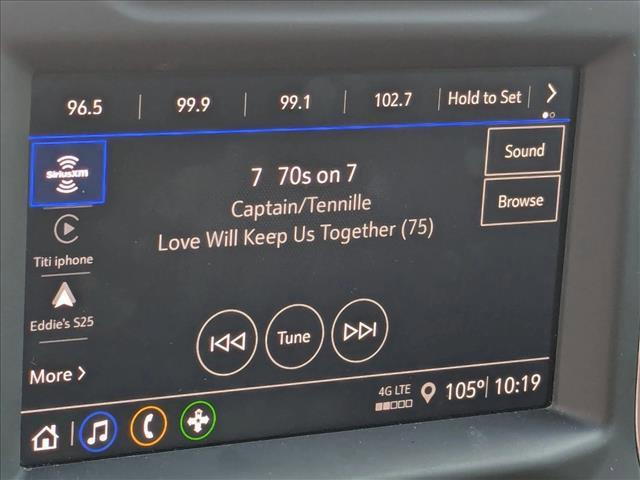 96.5 | 99.9 | 99.1 | 102.7 | Hold to Set | >
SiriusXM
7 70s on 7
Captain/Tennille
Love Will Keep Us Together (75)
Sound
Browse
Titi iphone
Eddie's S25
More >
Tune
4G LTE
105° | 10:19